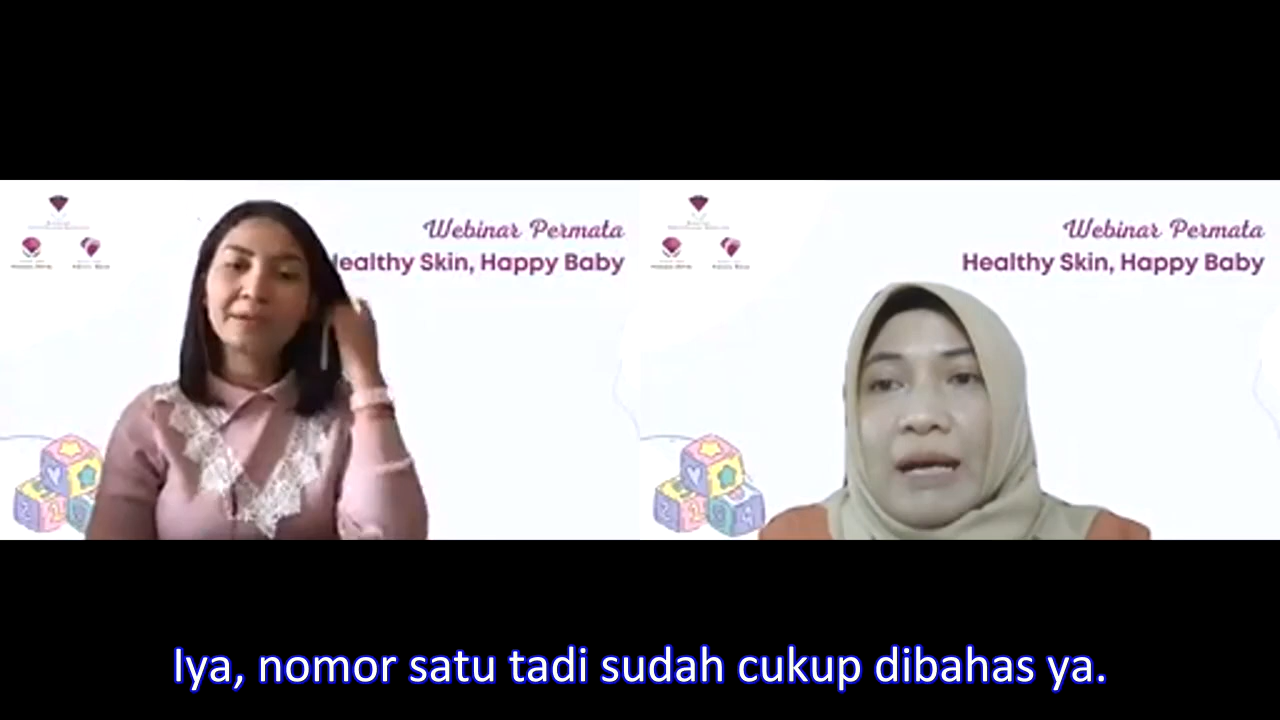 Webinar Permata
ealthy Skin, Happy Baby
Webinar Permata
Healthy Skin, Happy Baby
Iya, nomor satu tadi sudah cukup dibahas ya.